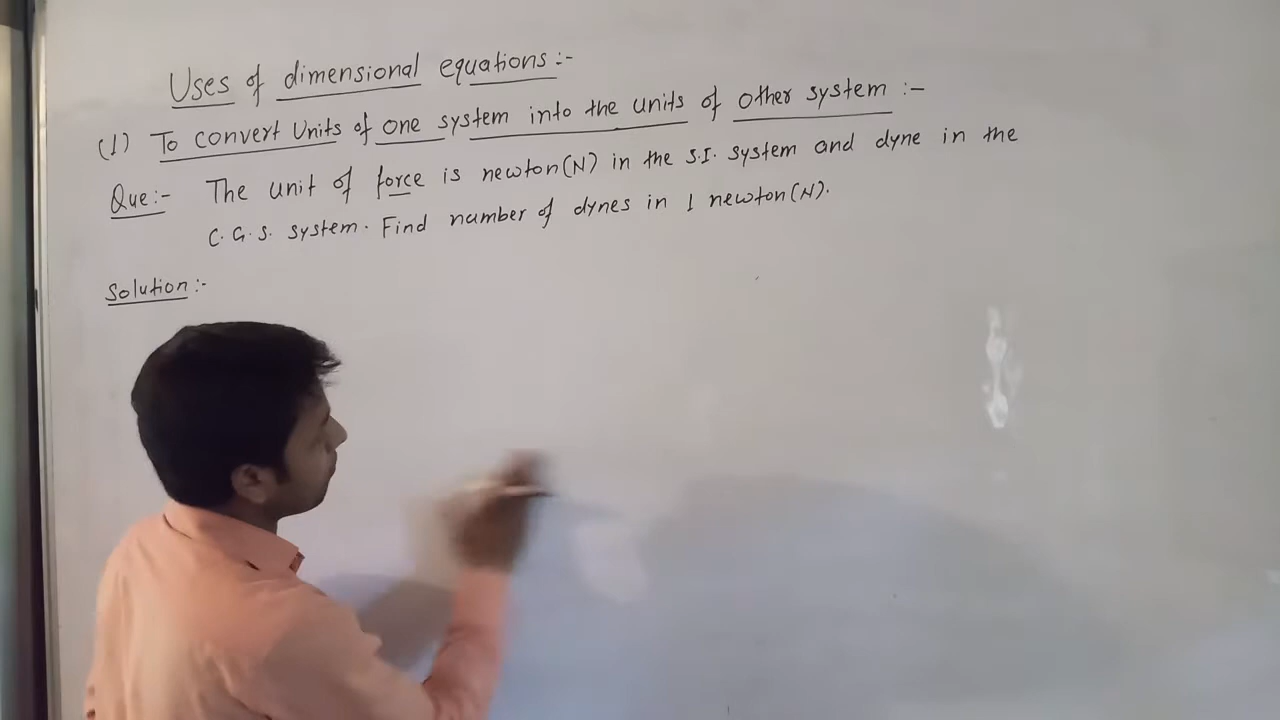 Uses of dimensional equations:-
(1) To convert Units of one system into the units of other system :-
Que:- The unit of force is newton(N) in the S.I. system and dyne in the
C.G.S. system. Find number of dynes in 1 newton(N).
Solution:-